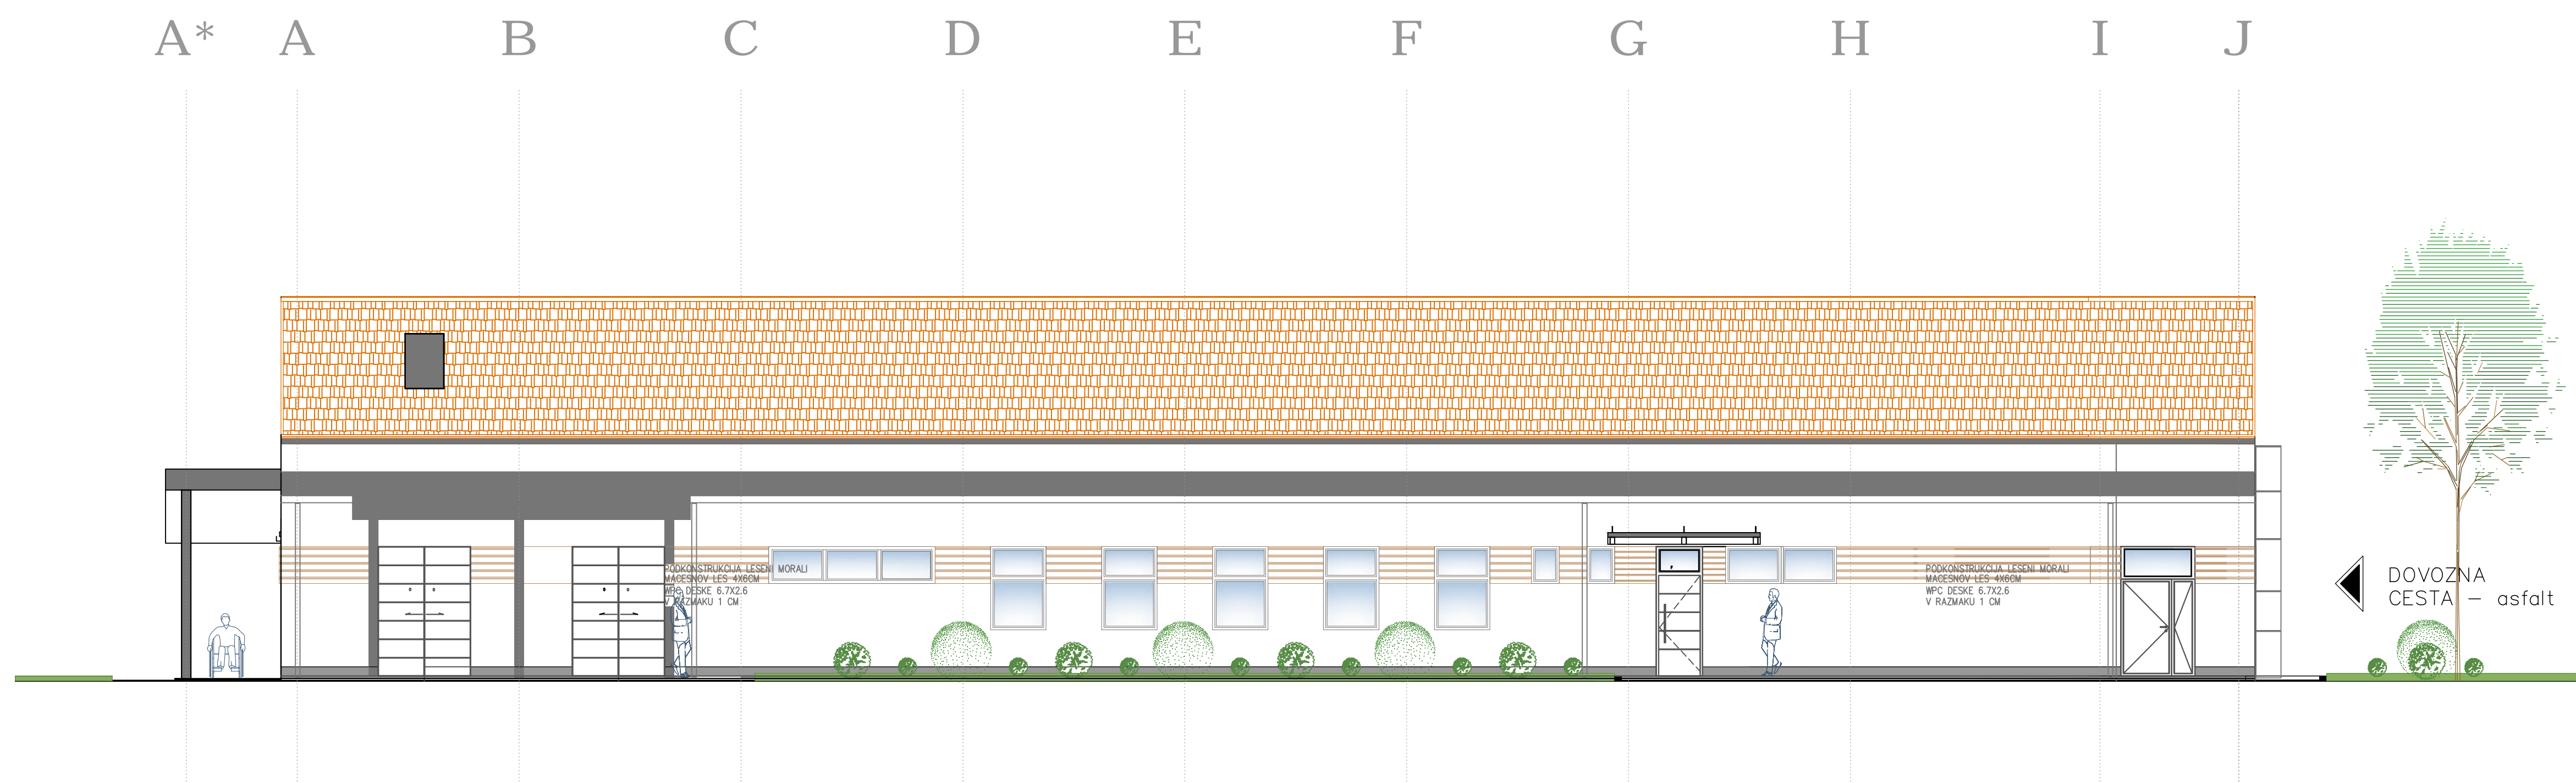 A* A B C D E F G H I J
PODKONSTRUKCIJA LESENI MORALI
MACESNOV LES 4X6CM
WPC DESKE 6.7X2.6
V RAZMAKU 1 CM
PODKONSTRUKCIJA LESENI MORALI
MACESNOV LES 4X6CM
WPC DESKE 6.7X2.6
V RAZMAKU 1 CM
DOVOZNA
CESTA – asfalt